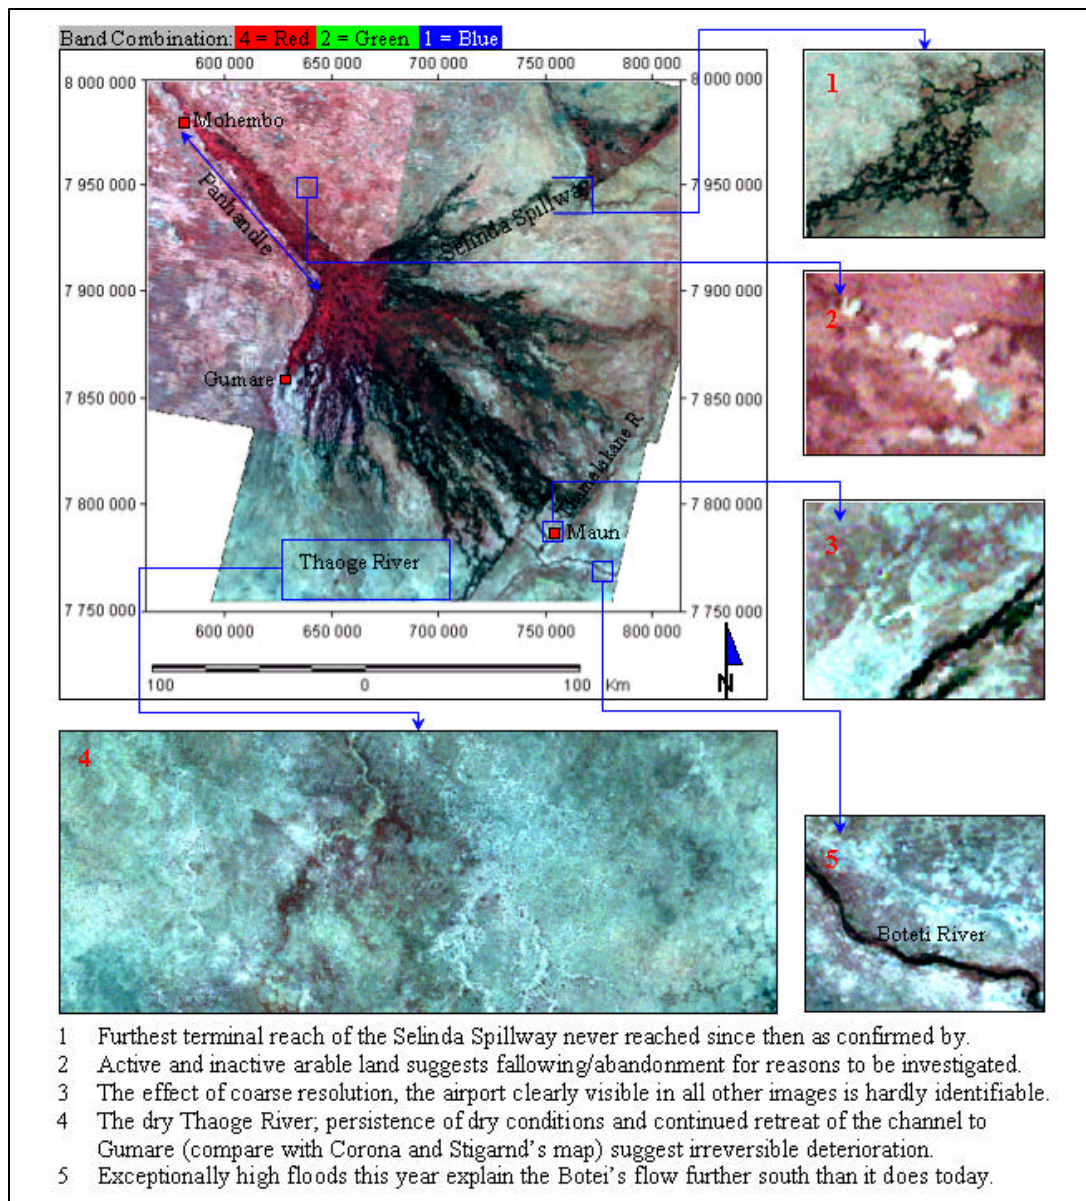 Band Combination: 4 = Red 2 = Green 1 = Blue
600 000 650 000 700 000 750 000 800 000
8 000 000 8 000 000
Mohembo
1
7 950 000 7 950 000
Panhandle
Selinda Spillway
7 900 000 7 900 000
2
Gumare
7 850 000 7 850 000
Thamalakane R
7 800 000 7 800 000
Maun
3
Thaoge River
7 750 000 7 750 000
600 000 650 000 700 000 750 000 800 000
100 0 100 Km
N
4
5
Boteti River
1 Furthest terminal reach of the Selinda Spillway never reached since then as confirmed by.
2 Active and inactive arable land suggests fallowing/abandonment for reasons to be investigated.
3 The effect of coarse resolution, the airport clearly visible in all other images is hardly identifiable.
4 The dry Thaoge River; persistence of dry conditions and continued retreat of the channel to
Gumare (compare with Corona and Stigarnd's map) suggest irreversible deterioration.
5 Exceptionally high floods this year explain the Botei's flow further south than it does today.